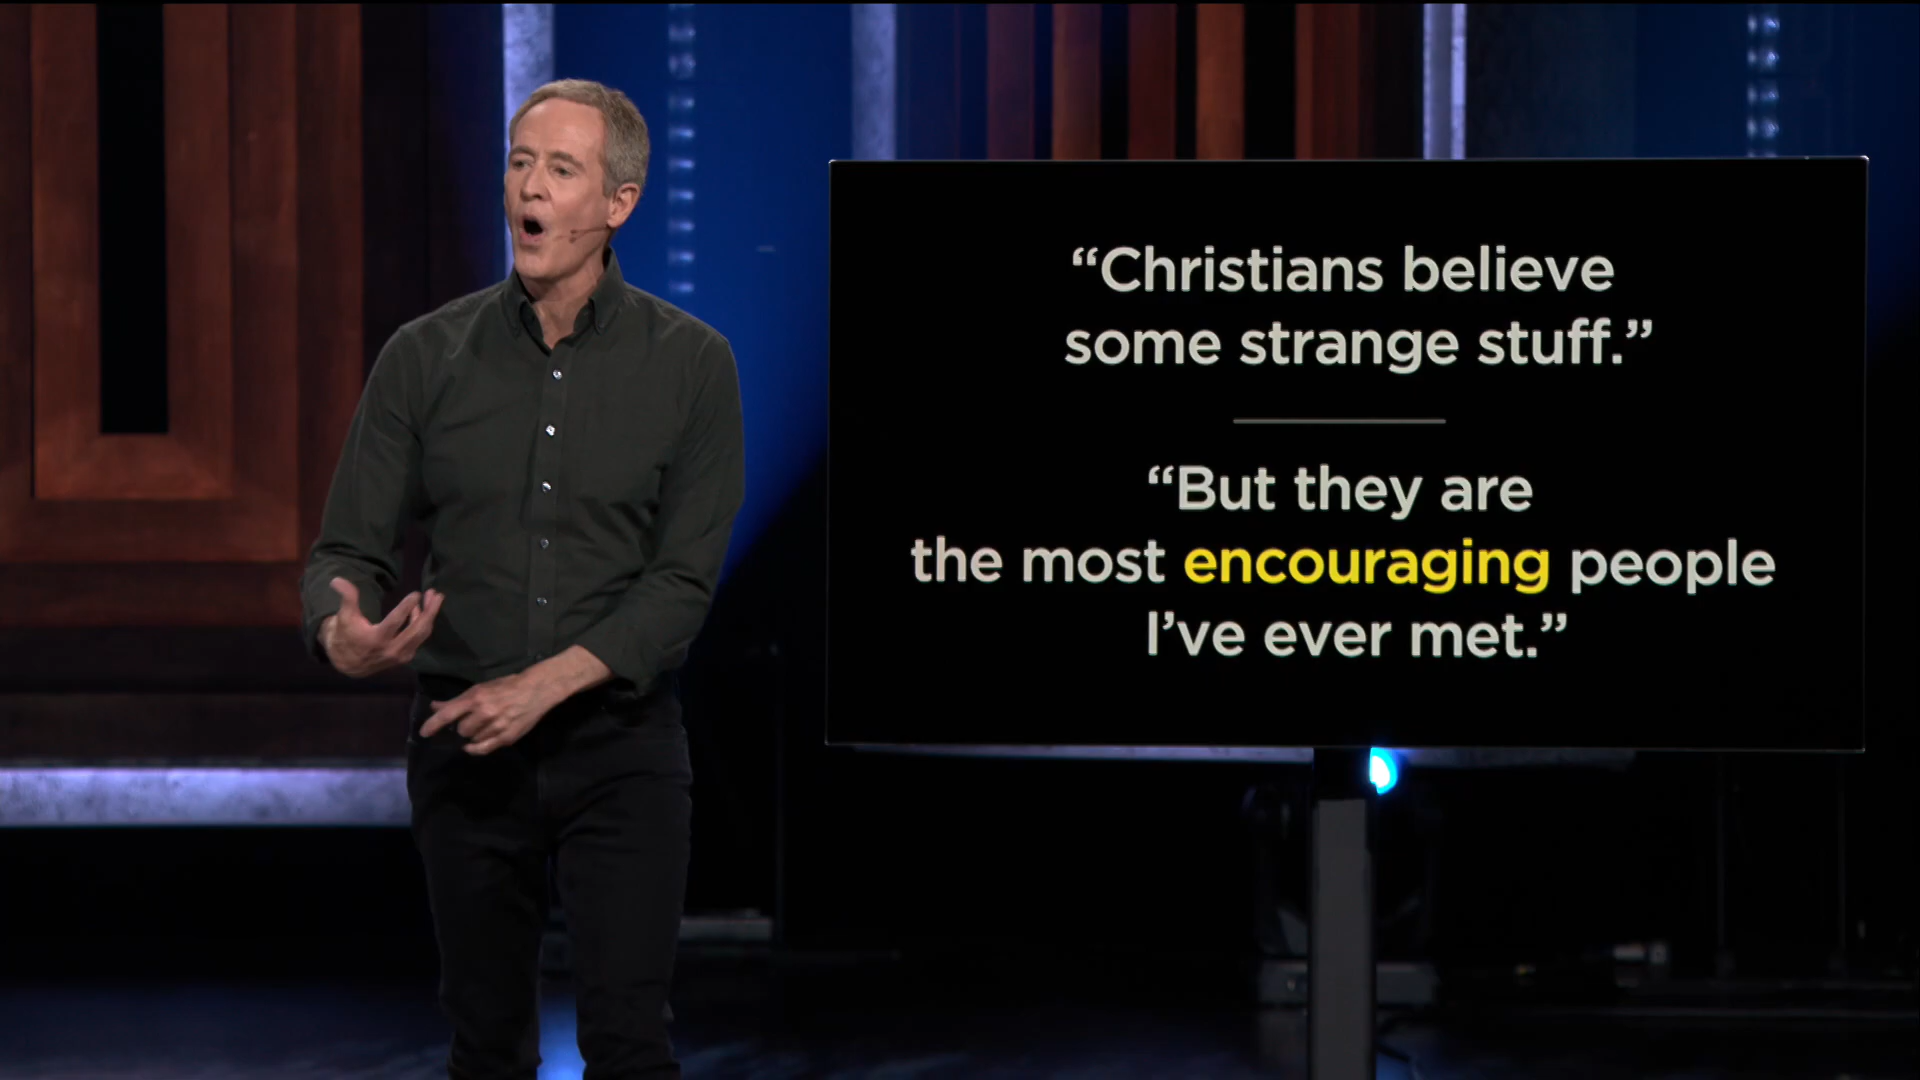 “Christians believe
some strange stuff.”
“But they are
the most encouraging people
I’ve ever met.”